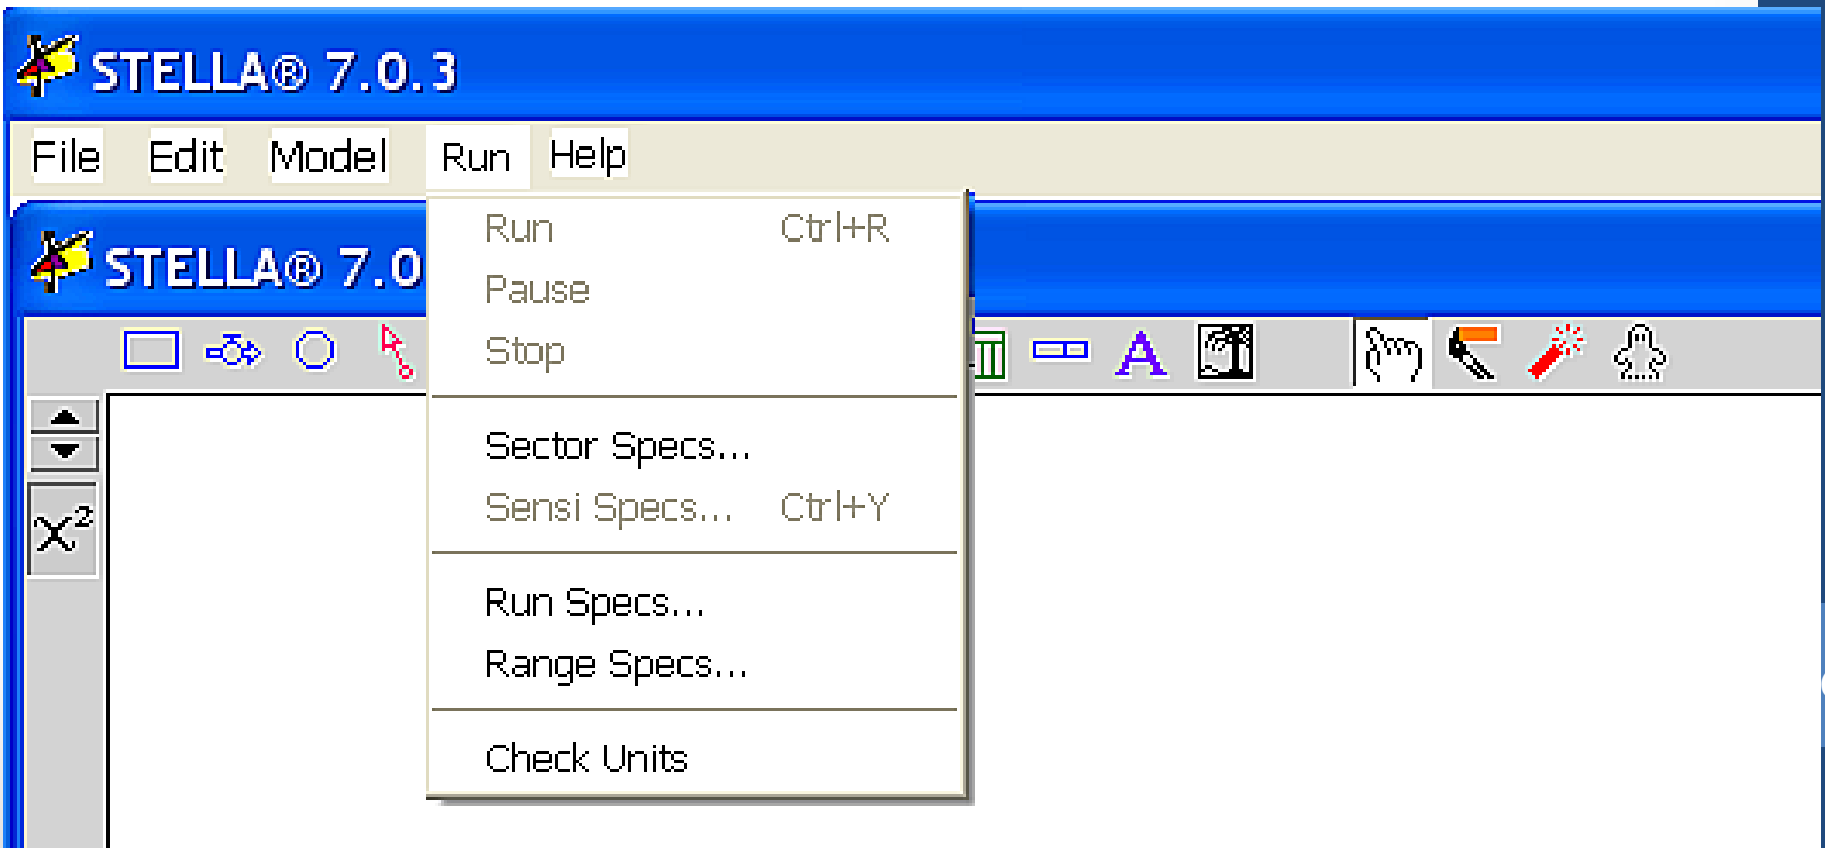 STELLA® 7.0.3
File Edit Model Run Help
Run Ctrl+R
STELLA® 7.0
Pause
Stop
A
Sector Specs...
Sensi Specs... Ctrl+Y
x²
Run Specs...
Range Specs...
Check Units